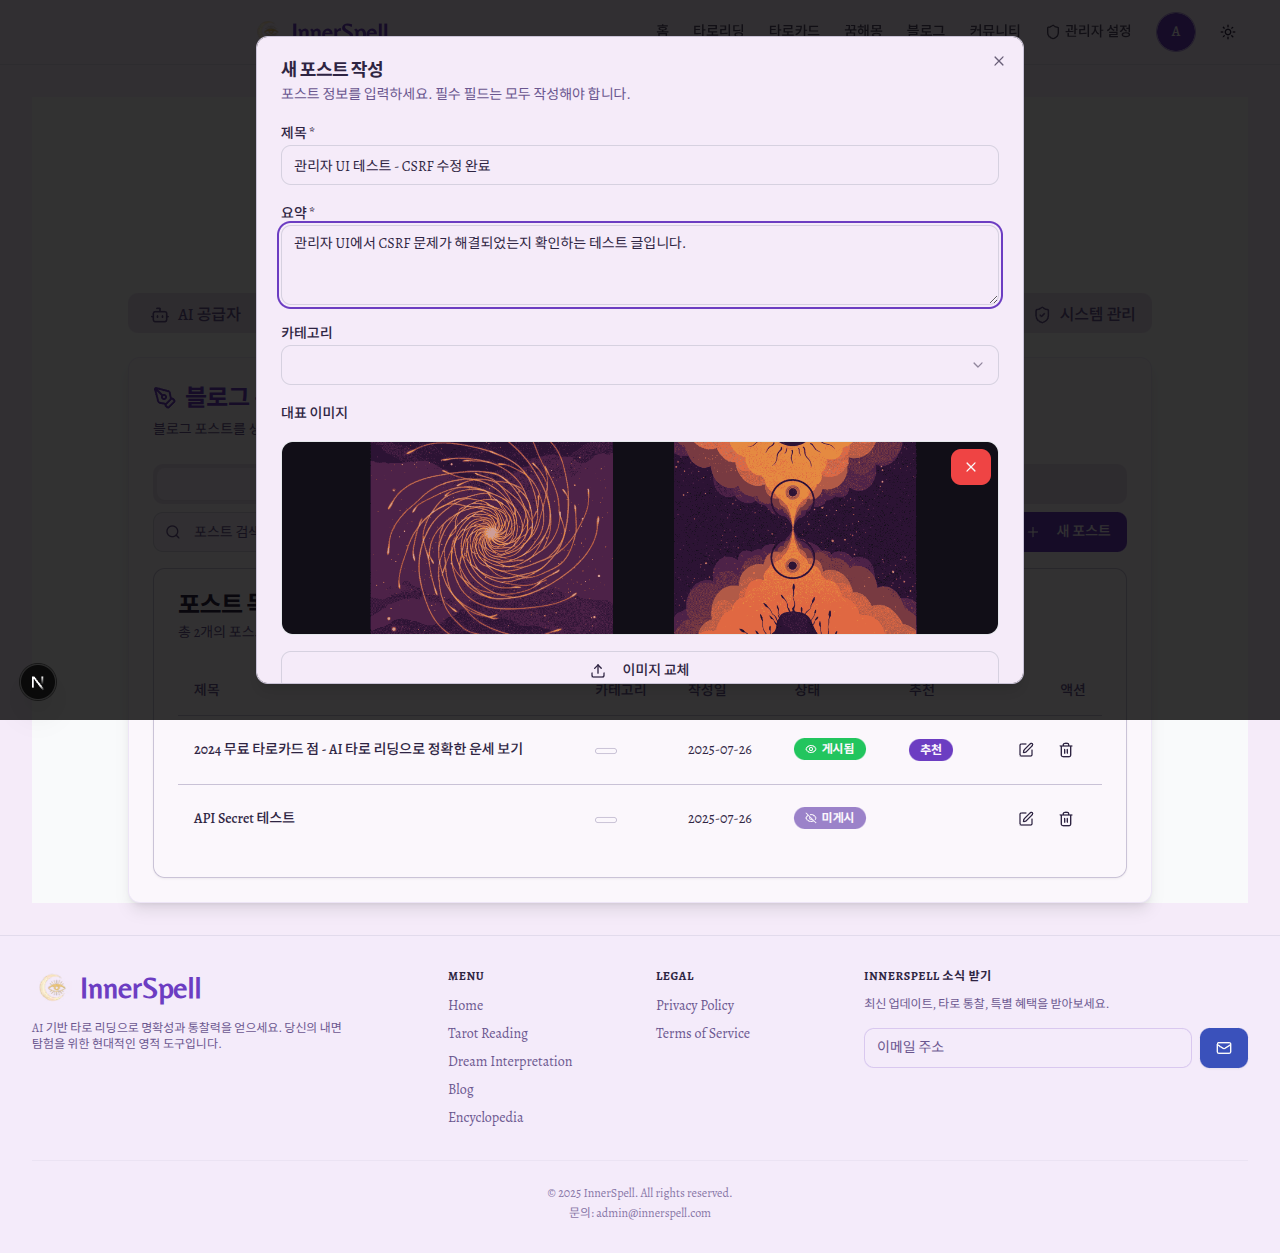 InnerSpell
홈 타로리딩 타로카드 꿈해몽 블로그 커뮤니티 관리자 설정 A
새 포스트 작성
포스트 정보를 입력하세요. 필수 필드는 모두 작성해야 합니다.
제목 *
관리자 UI 테스트 - CSRF 수정 완료
요약 *
관리자 UI에서 CSRF 문제가 해결되었는지 확인하는 테스트 글입니다.
AI 공급자
시스템 관리
카테고리
블로그
블로그 포스트를
대표 이미지
포스트 검색
새 포스트
포스트
총 2개의 포스
이미지 교체
제목 카테고리 작성일 상태 추천 액션
2024 무료 타로카드 점 - AI 타로 리딩으로 정확한 운세 보기 2025-07-26 게시됨 추천
API Secret 테스트 2025-07-26 미게시
InnerSpell
AI 기반 타로 리딩으로 명확성과 통찰력을 얻으세요. 당신의 내면
탐험을 위한 현대적인 영적 도구입니다.
MENU
Home
Tarot Reading
Dream Interpretation
Blog
Encyclopedia
LEGAL
Privacy Policy
Terms of Service
INNERSPELL 소식 받기
최신 업데이트, 타로 통찰, 특별 혜택을 받아보세요.
이메일 주소
© 2025 InnerSpell. All rights reserved.
문의: admin@innerspell.com